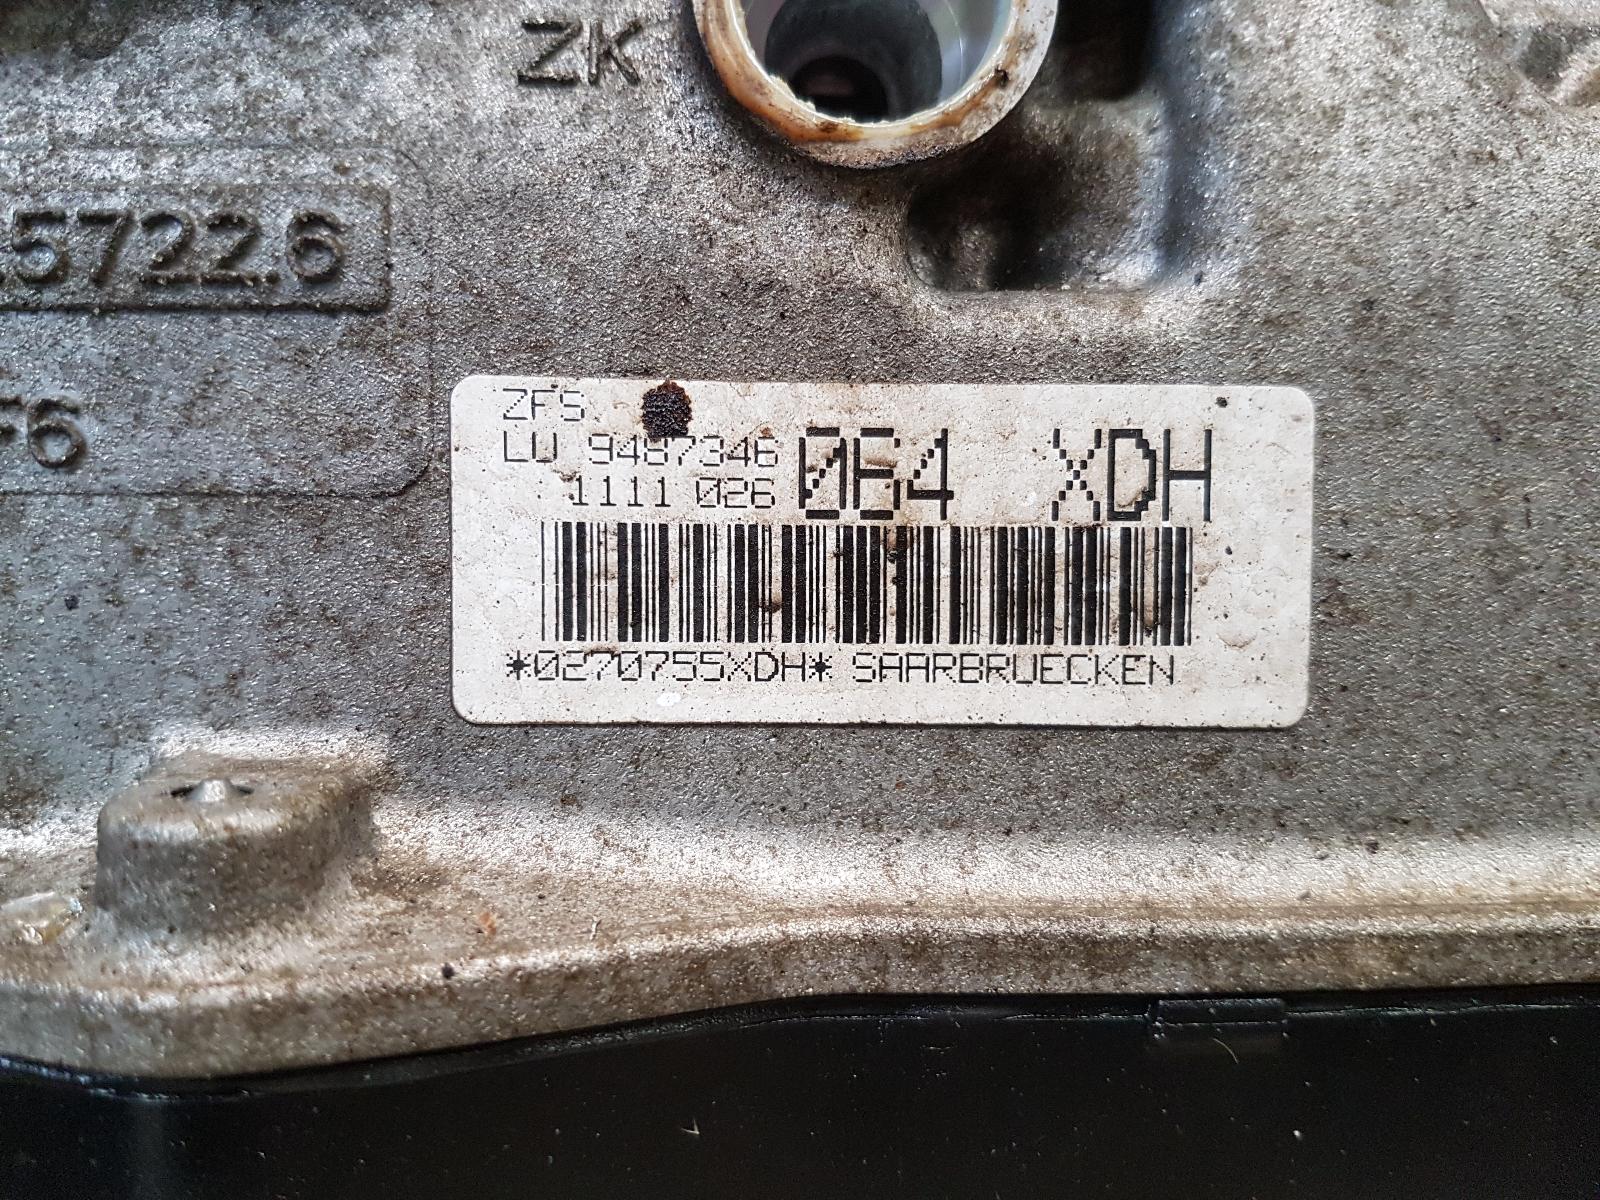 ZK
.5722.6
F6
ZFS
LU 9487346 064 XDH
1111 026
*0270755XDH* SAARBRUECKEN